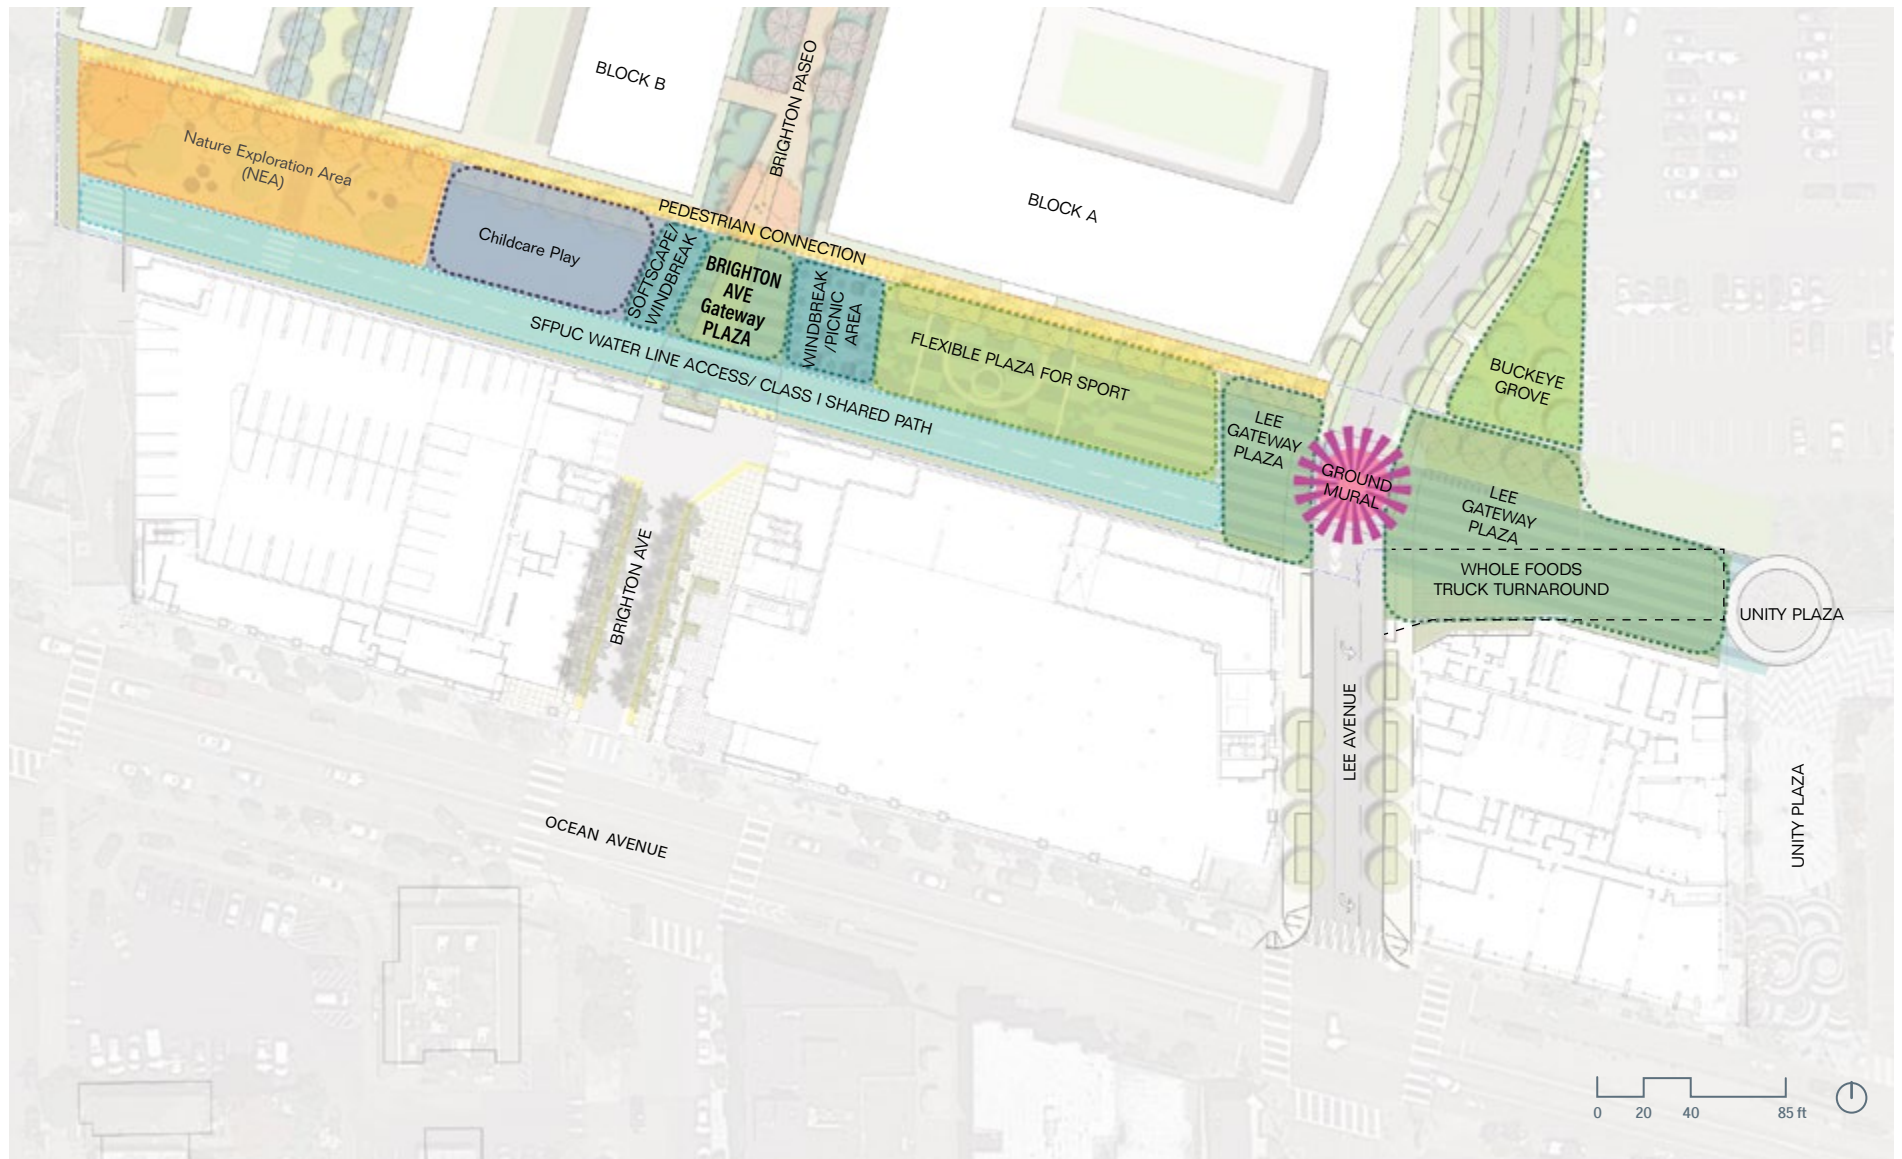 BLOCK B
BRIGHTON PASEO
BLOCK A
Nature Exploration Area
(NEA)
Childcare Play
PEDESTRIAN CONNECTION
SOFTSCAPE/
WINDBREAK
BRIGHTON
AVE
Gateway
PLAZA
WINDBREAK
/PICNIC
AREA
FLEXIBLE PLAZA FOR SPORT
SFPUC WATER LINE ACCESS/ CLASS I SHARED PATH
LEE
GATEWAY
PLAZA
GROUND
MURAL
BUCKEYE
GROVE
LEE
GATEWAY
PLAZA
WHOLE FOODS
TRUCK TURNAROUND
UNITY PLAZA
BRIGHTON AVE
LEE AVENUE
UNITY PLAZA
OCEAN AVENUE
0 20 40 85 ft